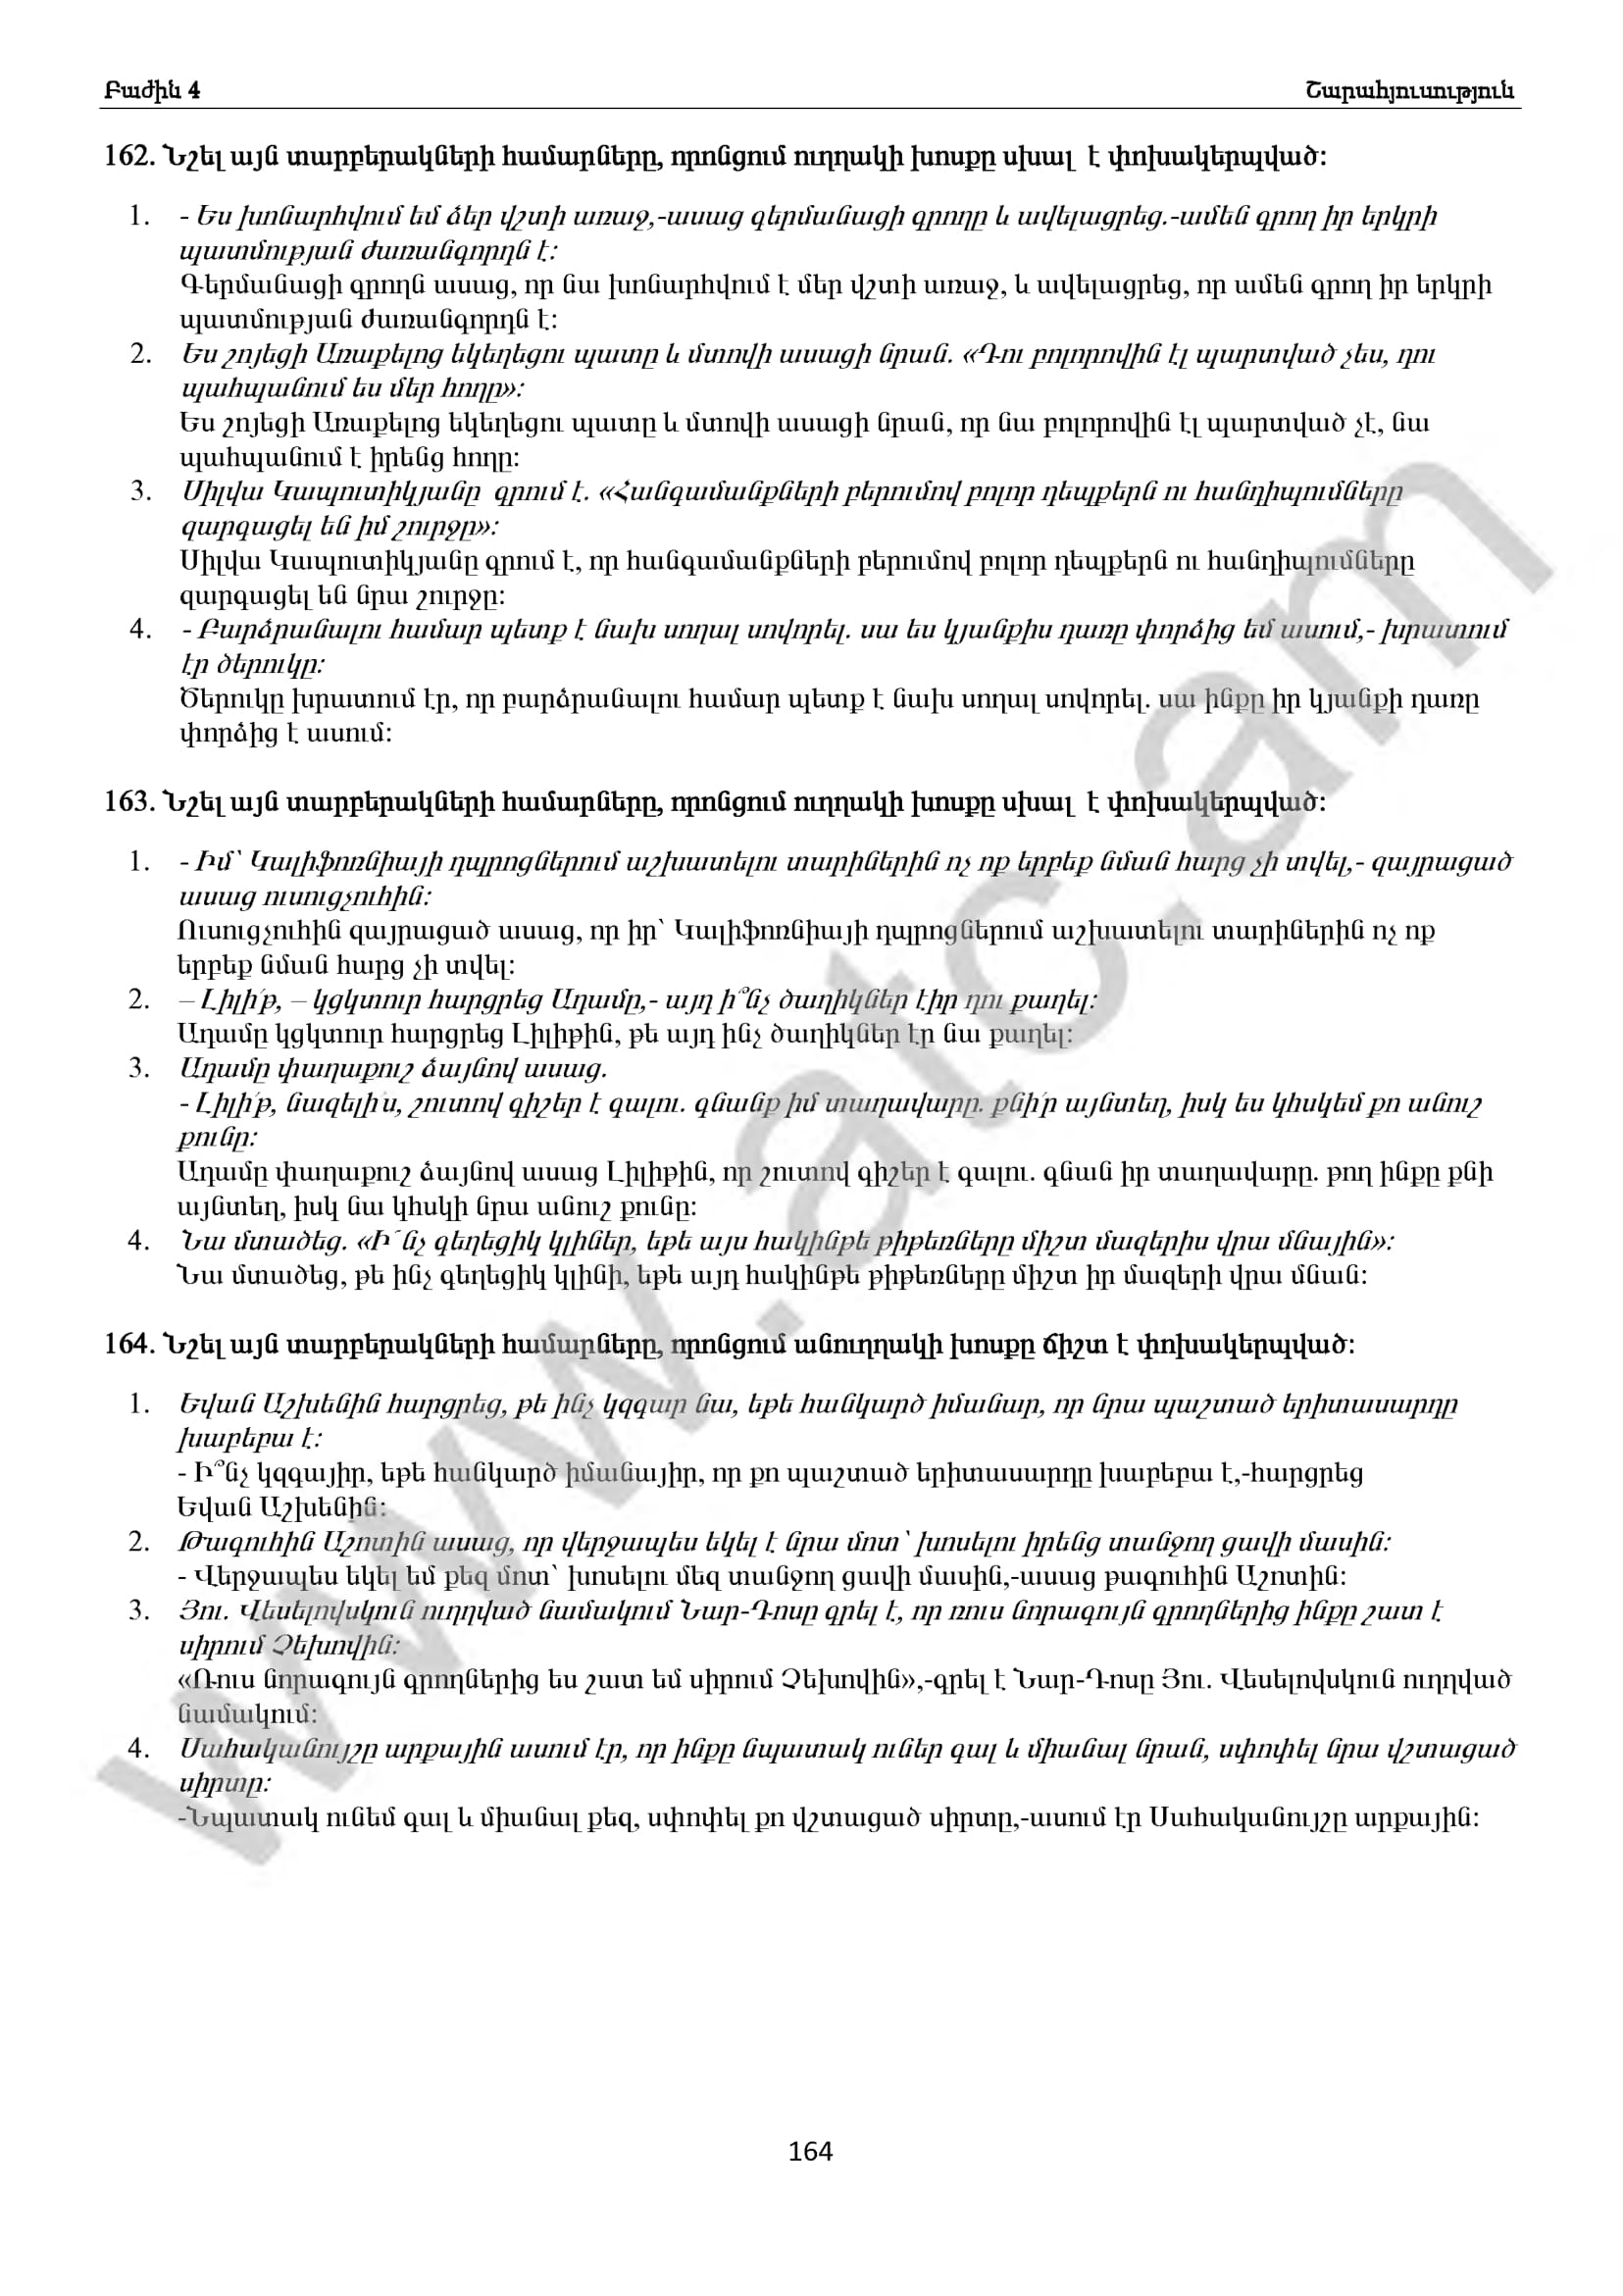 Բաժին 4 Շարահյուսություն
162. Նշել այն տարբերակների համարները, որոնցում ուղղակի խոսքը սխալ է փոխակերպված:
1. - Ես խոնարհվում եմ ձեր վշտի առաջ,-ասաց գերմանացի գրողը և ավելացրեց.-ամեն գրող իր երկրի
պատմության ժառանգորդն է:
Գերմանացի գրողն ասաց, որ նա խոնարհվում է մեր վշտի առաջ, և ավելացրեց, որ ամեն գրող իր երկրի
պատմության ժառանգորդն է:
2. Ես շոյեցի Առաքելոց եկեղեցու պատը և մտովի ասացի նրան. «Դու բոլորովին էլ պարտված չես, դու
պահպանում ես մեր հողը»:
Ես շոյեցի Առաքելոց եկեղեցու պատը և մտովի ասացի նրան, որ նա բոլորովին էլ պարտված չէ, նա
պահպանում է իրենց հողը:
3. Սիլվա Կապուտիկյանը գրում է. «Հանգամանքների բերումով բոլոր դեպքերն ու հանդիպումները
զարգացել են իմ շուրջը»:
Սիլվա Կապուտիկյանը գրում է, որ հանգամանքների բերումով բոլոր դեպքերն ու հանդիպումները
զարգացել են նրա շուրջը:
4. - Բարձրանալու համար պետք է նախ սողալ սովորել. սա ես կյանքիս դառը փորձից եմ ասում,- խրատում
էր ծերուկը:
Ծերուկը խրատում էր, որ բարձրանալու համար պետք է նախ սողալ սովորել. սա ինքը իր կյանքի դառը
փորձից է ասում:
163. Նշել այն տարբերակների համարները, որոնցում ուղղակի խոսքը սխալ է փոխակերպված:
1. - Իմ՝ Կալիֆոռնիայի դպրոցներում աշխատելու տարիներին ոչ ոք երբեք նման հարց չի տվել,- զայրացած
ասաց ուսուցչուհին:
Ուսուցչուհին զայրացած ասաց, որ իր՝ Կալիֆոռնիայի դպրոցներում աշխատելու տարիներին ոչ ոք
երբեք նման հարց չի տվել:
2. – Լիլի՛թ, – կցկտուր հարցրեց Ադամը,- այդ ի՞նչ ծաղիկներ էիր դու քաղել:
Ադամը կցկտուր հարցրեց Լիլիթին, թե այդ ինչ ծաղիկներ էր նա քաղել:
3. Ադամը փաղաքուշ ձայնով ասաց.
- Լիլի՛թ, նազելի՛ս, շուտով գիշեր է գալու. գնանք իմ տաղավարը. քնի՛ր այնտեղ, իսկ ես կհսկեմ քո անուշ
քունը:
Ադամը փաղաքուշ ձայնով ասաց Լիլիթին, որ շուտով գիշեր է գալու. գնան իր տաղավարը. թող ինքը քնի
այնտեղ, իսկ նա կհսկի նրա անուշ քունը:
4. Նա մտածեց. «Ի՜նչ գեղեցիկ կլիներ, եթե այս հակինթե թիթեռները միշտ մազերիս վրա մնային»:
Նա մտածեց, թե ինչ գեղեցիկ կլինի, եթե այդ հակինթե թիթեռները միշտ իր մազերի վրա մնան:
164. Նշել այն տարբերակների համարները, որոնցում անուղղակի խոսքը ճիշտ է փոխակերպված:
1. Եվան Աշխենին հարցրեց, թե ինչ կզգար նա, եթե հանկարծ իմանար, որ նրա պաշտած երիտասարդը
խաբեբա է:
- Ի՞նչ կզգայիր, եթե հանկարծ իմանայիր, որ քո պաշտած երիտասարդը խաբեբա է,-հարցրեց
Եվան Աշխենին:
2. Թագուհին Աշոտին ասաց, որ վերջապես եկել է նրա մոտ՝ խոսելու իրենց տանջող ցավի մասին:
- Վերջապես եկել եմ քեզ մոտ՝ խոսելու մեզ տանջող ցավի մասին,-ասաց թագուհին Աշոտին:
3. Յու. Վեսելովսկուն ուղղված նամակում Նար-Դոսը գրել է, որ ռուս նորագույն գրողներից ինքը շատ է
սիրում Չեխովին:
«Ռուս նորագույն գրողներից ես շատ եմ սիրում Չեխովին»,-գրել է Նար-Դոսը Յու. Վեսելովսկուն ուղղված
նամակում:
4. Սահականույշը արքային ասում էր, որ ինքը նպատակ ուներ գալ և միանալ նրան, սփոփել նրա վշտացած
սիրտը:
-Նպատակ ունեմ գալ և միանալ քեզ, սփոփել քո վշտացած սիրտը,-ասում էր Սահականույշը արքային:
www.atc.am
164